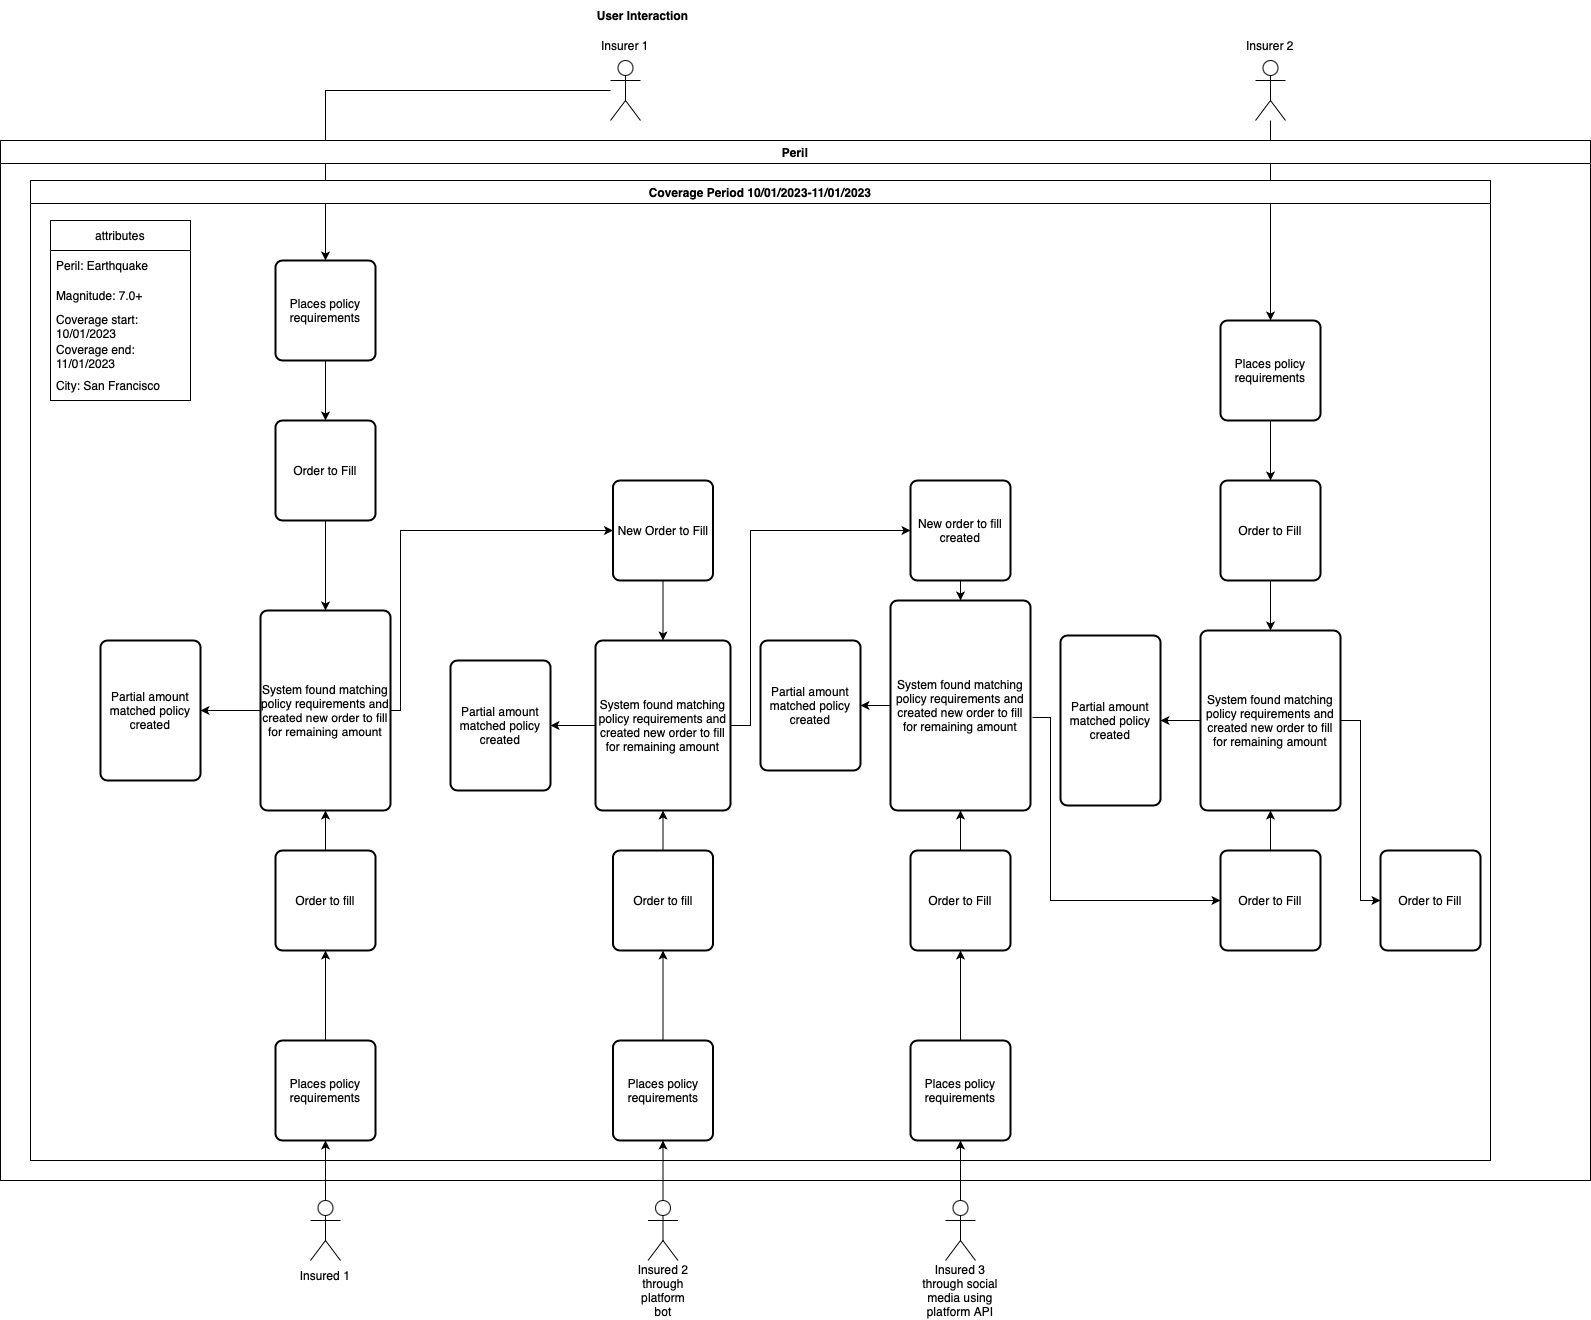 User Interaction
Insurer 1
Insurer 2
Peril
Coverage Period 10/01/2023-11/01/2023
attributes
Peril: Earthquake
Magnitude: 7.0+
Coverage start:
10/01/2023
Coverage end:
11/01/2023
City: San Francisco
Places policy
requirements
Places policy
requirements
Order to Fill
New Order to Fill
New order to fill
created
Order to Fill
Partial amount
matched policy
created
System found matching
policy requirements and
created new order to fill
for remaining amount
Partial amount
matched policy
created
System found matching
policy requirements and
created new order to fill
for remaining amount
Partial amount
matched policy
created
System found matching
policy requirements and
created new order to fill
for remaining amount
Partial amount
matched policy
created
System found matching
policy requirements and
created new order to fill
for remaining amount
Order to fill
Order to fill
Order to Fill
Order to Fill
Order to Fill
Places policy
requirements
Places policy
requirements
Places policy
requirements
Insured 1
Insured 2
through
platform
bot
Insured 3
through social
media using
platform API